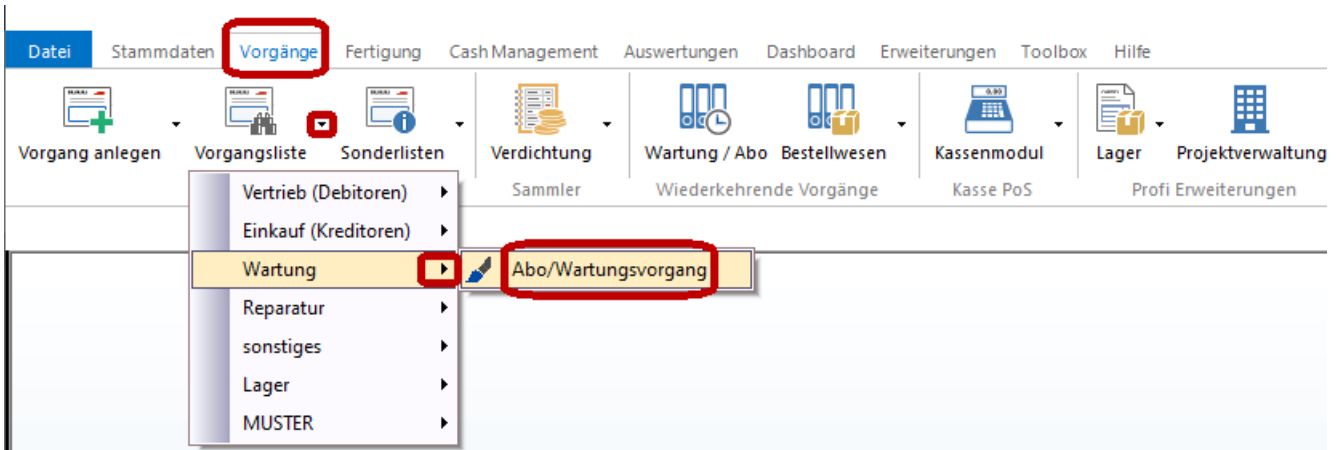 Datei Stammdaten Vorgänge Fertigung Cash Management Auswertungen Dashboard Erweiterungen Toolbox Hilfe
Vorgang anlegen Vorgangsliste Sonderlisten Verdichtung Wartung / Abo Bestellwesen Kassenmodul Lager Projektverwaltung
Sammler Wiederkehrende Vorgänge Kasse PoS Profi Erweiterungen
Vertrieb (Debitoren)
Einkauf (Kreditoren)
Wartung Abo/Wartungsvorgang
Reparatur
sonstiges
Lager
MUSTER